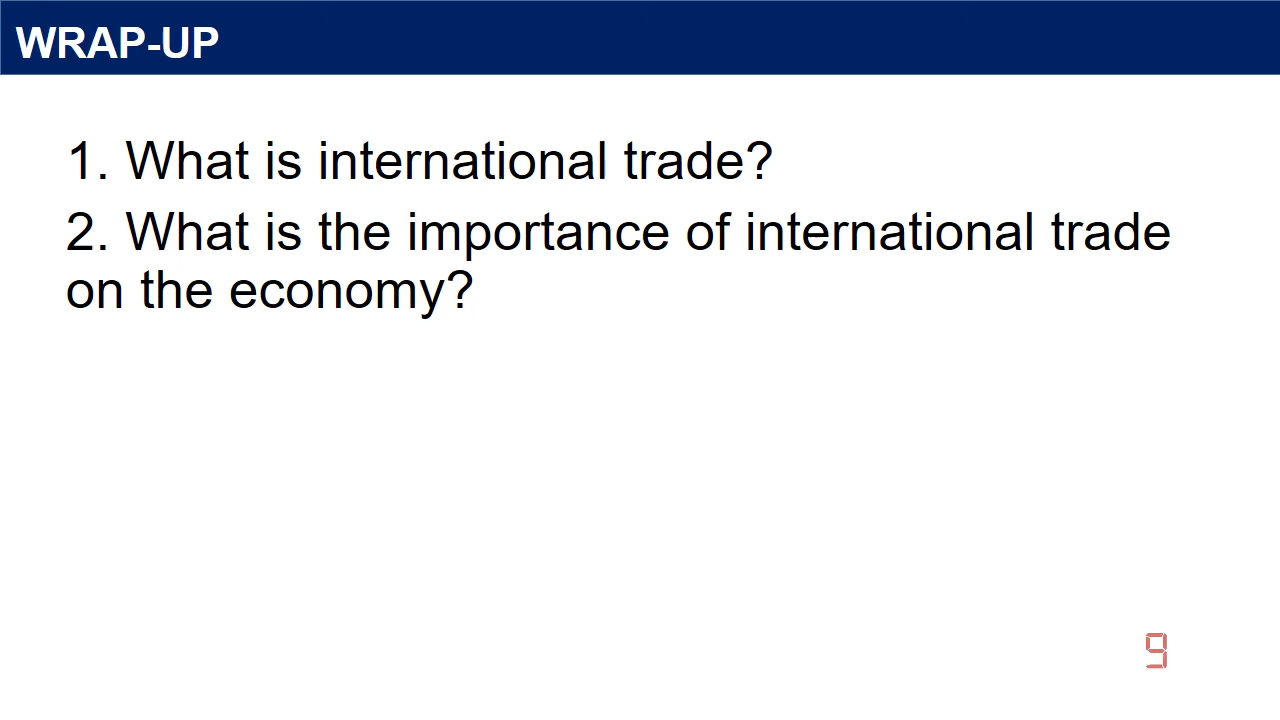 WRAP-UP
1. What is international trade?
2. What is the importance of international trade
on the economy?
9